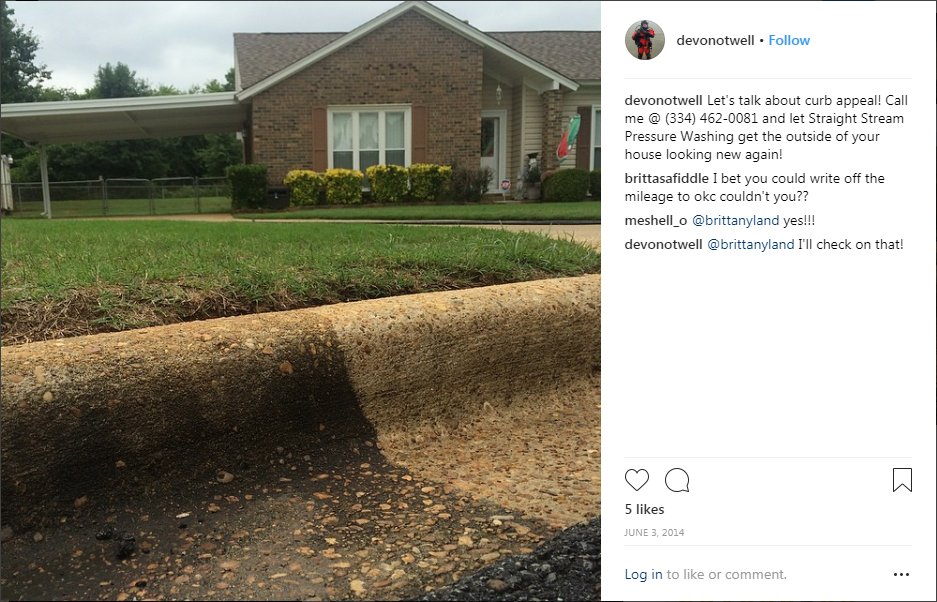 devonotwell • Follow
devonotwell Let's talk about curb appeal! Call
me @ (334) 462-0081 and let Straight Stream
Pressure Washing get the outside of your
house looking new again!
brittasafiddle I bet you could write off the
mileage to okc couldn't you??
meshell_o @brittanyland yes!!!
devonotwell @brittanyland I'll check on that!
5 likes
JUNE 3, 2014
Log in to like or comment.